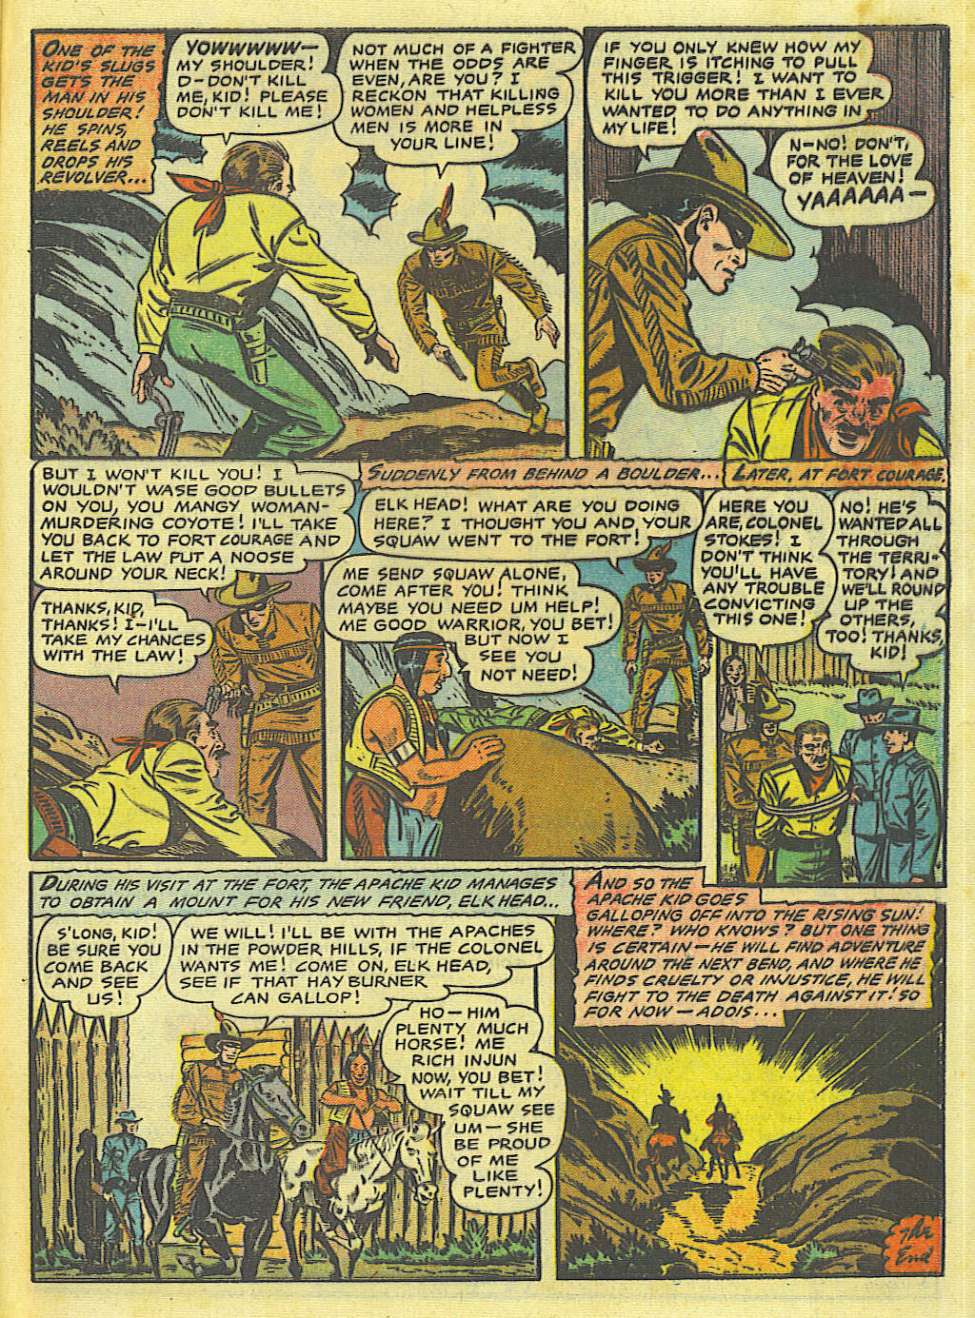 ONE OF THE
KID'S SLUGS
GETS THE
MAN IN HIS
SHOULDER!
HE SPINS,
REELS AND
DROPS HIS
REVOLVER...
YOWWWWW—
MY SHOULDER!
D-DON'T KILL
ME, KID! PLEASE
DON'T KILL ME!
NOT MUCH OF A FIGHTER
WHEN THE ODDS ARE
EVEN, ARE YOU? I
RECKON THAT KILLING
WOMEN AND HELPLESS
MEN IS MORE IN
YOUR LINE!
IF YOU ONLY KNEW HOW MY
FINGER IS ITCHING TO PULL
THIS TRIGGER! I WANT TO
KILL YOU MORE THAN I EVER
WANTED TO DO ANYTHING IN
MY LIFE!
N-NO! DON'T,
FOR THE LOVE
OF HEAVEN!
YAAAAAA—
BUT I WON'T KILL YOU! I
WOULDN'T WASE GOOD BULLETS
ON YOU, YOU MANGY WOMAN-
MURDERING COYOTE! I'LL TAKE
YOU BACK TO FORT COURAGE AND
LET THE LAW PUT A NOOSE
AROUND YOUR NECK!
THANKS, KID,
THANKS! I-I'LL
TAKE MY CHANCES
WITH THE LAW!
SUDDENLY FROM BEHIND A BOULDER...
ELK HEAD! WHAT ARE YOU DOING
HERE? I THOUGHT YOU AND YOUR
SQUAW WENT TO THE FORT!
ME SEND SQUAW ALONE,
COME AFTER YOU! THINK
MAYBE YOU NEED UM HELP!
ME GOOD WARRIOR, YOU BET!
BUT NOW I
SEE YOU
NOT NEED!
LATER, AT FORT COURAGE.
HERE YOU
ARE, COLONEL
STOKES! I
DON'T THINK
YOU'LL HAVE
ANY TROUBLE
CONVICTING
THIS ONE!
NO! HE'S
WANTED ALL
THROUGH
THE TERRI-
TORY! AND
WE'LL ROUND
UP THE
OTHERS,
TOO! THANKS,
KID!
DURING HIS VISIT AT THE FORT, THE APACHE KID MANAGES
TO OBTAIN A MOUNT FOR HIS NEW FRIEND, ELK HEAD...
S'LONG, KID!
BE SURE YOU
COME BACK
AND SEE
US!
WE WILL! I'LL BE WITH THE APACHES
IN THE POWDER HILLS, IF THE COLONEL
WANTS ME! COME ON, ELK HEAD,
SEE IF THAT HAY BURNER
CAN GALLOP!
HO—HIM
PLENTY MUCH
HORSE! ME
RICH INJUN
NOW, YOU BET!
WAIT TILL MY
SQUAW SEE
UM—SHE
BE PROUD
OF ME
LIKE
PLENTY!
AND SO THE
APACHE KID GOES
GALLOPING OFF INTO THE RISING SUN!
WHERE? WHO KNOWS? BUT ONE THING
IS CERTAIN—HE WILL FIND ADVENTURE
AROUND THE NEXT BEND, AND WHERE HE
FINDS CRUELTY OR INJUSTICE, HE WILL
FIGHT TO THE DEATH AGAINST IT! SO
FOR NOW—ADOIS...
The
End